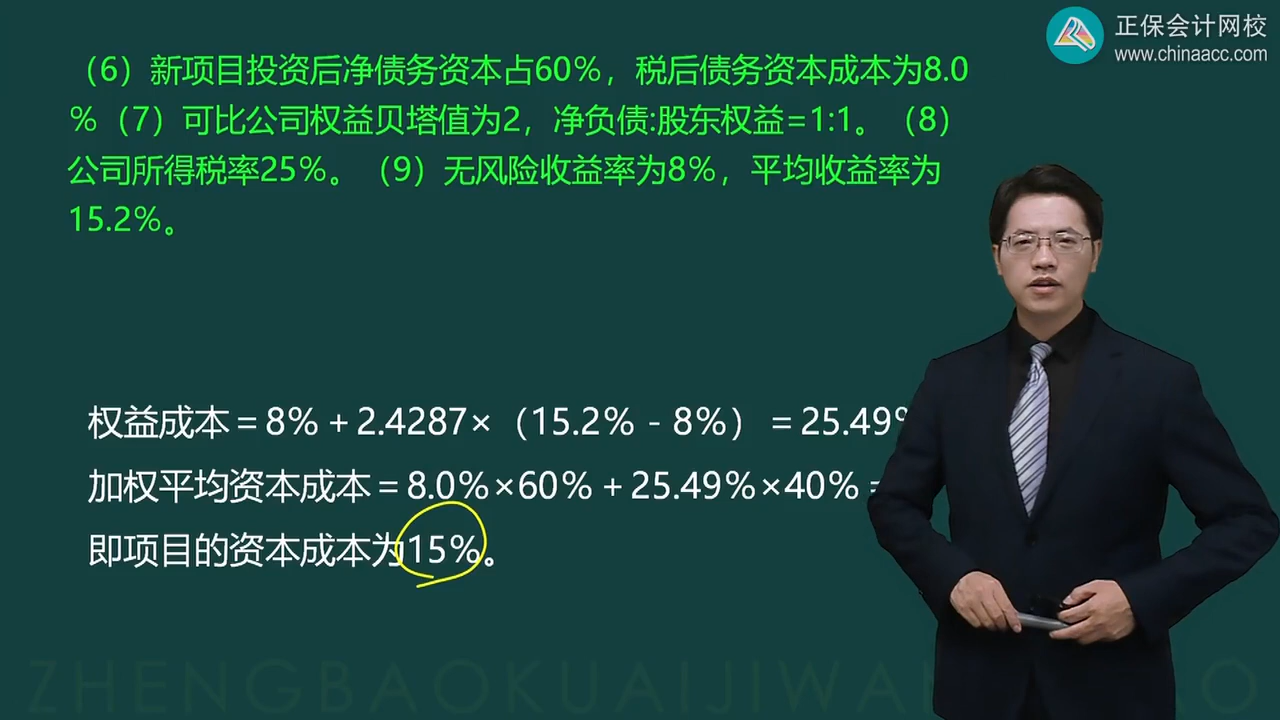 正保会计网校
www.chinaacc.com
（6）新项目投资后净债务资本占60%，税后债务资本成本为8.0
%（7）可比公司权益贝塔值为2，净负债:股东权益=1:1。（8）
公司所得税率25%。（9）无风险收益率为8%，平均收益率为
15.2%。
权益成本＝8%＋2.4287×（15.2%－8%）＝25.49%
加权平均资本成本＝8.0%×60%＋25.49%×40%＝
即项目的资本成本为15%。
ZHENGBAOKUAIJIWA